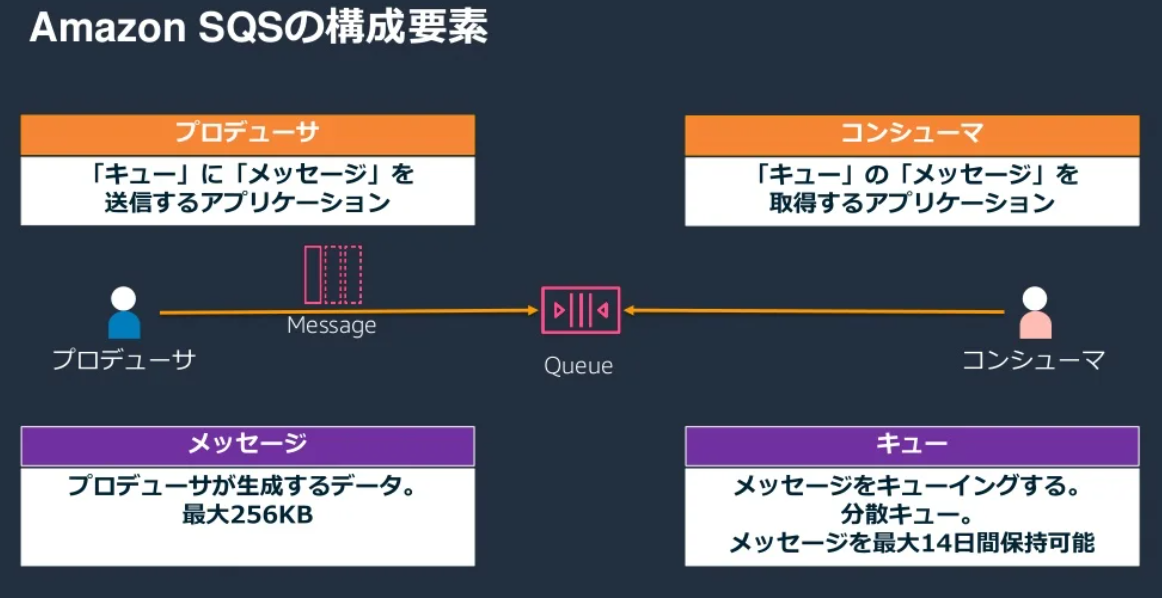 Amazon SQSの構成要素
プロデューサ
「キュー」に「メッセージ」を
送信するアプリケーション
コンシューマ
「キュー」の「メッセージ」を
取得するアプリケーション
Message
プロデューサ
Queue
コンシューマ
メッセージ
プロデューサが生成するデータ。
最大256KB
キュー
メッセージをキューイングする。
分散キュー。
メッセージを最大14日間保持可能